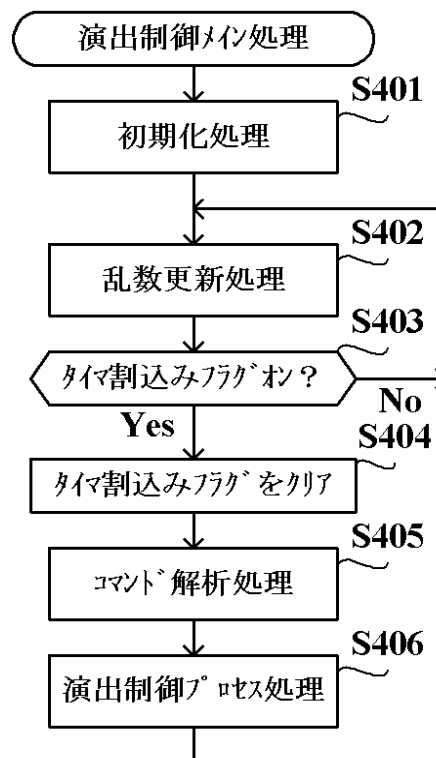 演出制御ﾒｲﾝ処理
S401
初期化処理
S402
乱数更新処理
S403
ﾀｲﾏ割込みﾌﾗｸﾞｵﾝ？
No
Yes
S404
ﾀｲﾏ割込みﾌﾗｸﾞをｸﾘｱ
S405
ｺﾏﾝﾄﾞ解析処理
S406
演出制御ﾌﾟﾛｾｽ処理